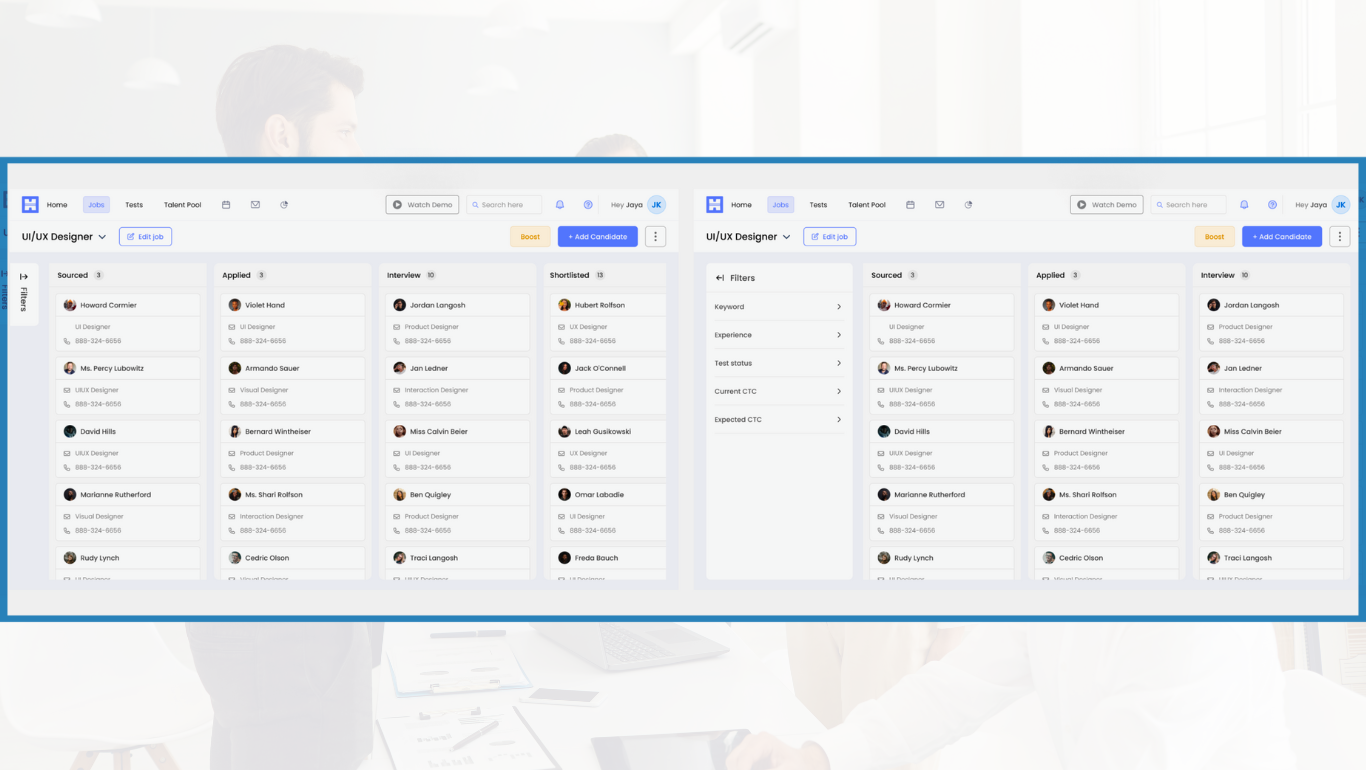 Home Jobs Tests Talent Pool Watch Demo Search here Hey Jaya JK
UI/UX Designer Edit job Boost + Add Candidate
Filters
Sourced 3 Applied 3 Interview 10 Shortlisted 13
Howard Cormier Violet Hand Jordan Langosh Hubert Rolfson
UI Designer UI Designer Product Designer UX Designer
888-324-6656 888-324-6656 888-324-6656 888-324-6656
Ms. Percy Lubowitz Armando Sauer Jan Ledner Jack O'Connell
UIUX Designer Visual Designer Interaction Designer Product Designer
888-324-6656 888-324-6656 888-324-6656 888-324-6656
David Hills Bernard Wintheiser Miss Calvin Beier Leah Gusikowski
UIUX Designer Product Designer UI Designer UX Designer
888-324-6656 888-324-6656 888-324-6656 888-324-6656
Marianne Rutherford Ms. Shari Rolfson Ben Quigley Omar Labadie
Visual Designer Interaction Designer Product Designer UI Designer
888-324-6656 888-324-6656 888-324-6656 888-324-6656
Rudy Lynch Cedric Olson Traci Langosh Freda Bauch
Home Jobs Tests Talent Pool Watch Demo Search here Hey Jaya JK
UI/UX Designer Edit job Boost + Add Candidate
Filters
Keyword
Experience
Test status
Current CTC
Expected CTC
Sourced 3 Applied 3 Interview 10
Howard Cormier Violet Hand Jordan Langosh
UI Designer UI Designer Product Designer
888-324-6656 888-324-6656 888-324-6656
Ms. Percy Lubowitz Armando Sauer Jan Ledner
UIUX Designer Visual Designer Interaction Designer
888-324-6656 888-324-6656 888-324-6656
David Hills Bernard Wintheiser Miss Calvin Beier
UIUX Designer Product Designer UI Designer
888-324-6656 888-324-6656 888-324-6656
Marianne Rutherford Ms. Shari Rolfson Ben Quigley
Visual Designer Interaction Designer Product Designer
888-324-6656 888-324-6656 888-324-6656
Rudy Lynch Cedric Olson Traci Langosh